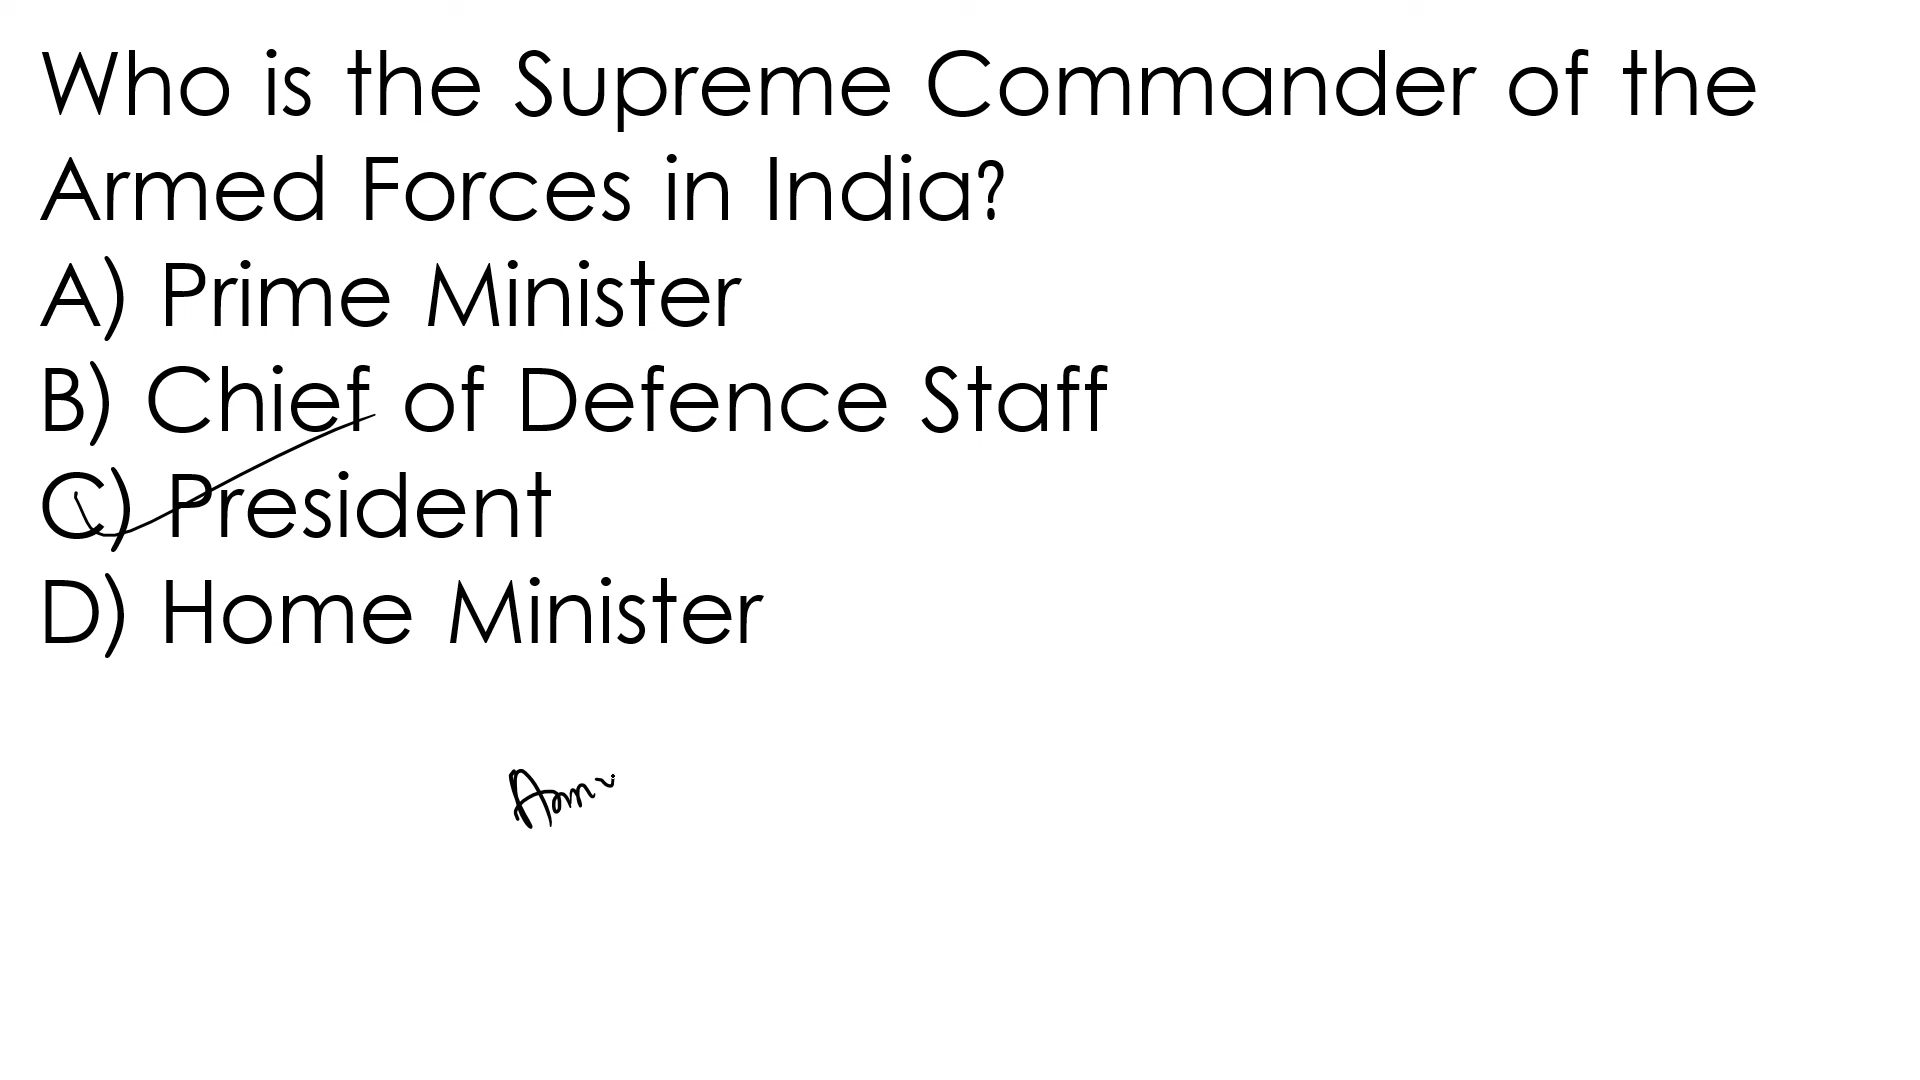 Who is the Supreme Commander of the
Armed Forces in India?
A) Prime Minister
B) Chief of Defence Staff
C) President
D) Home Minister